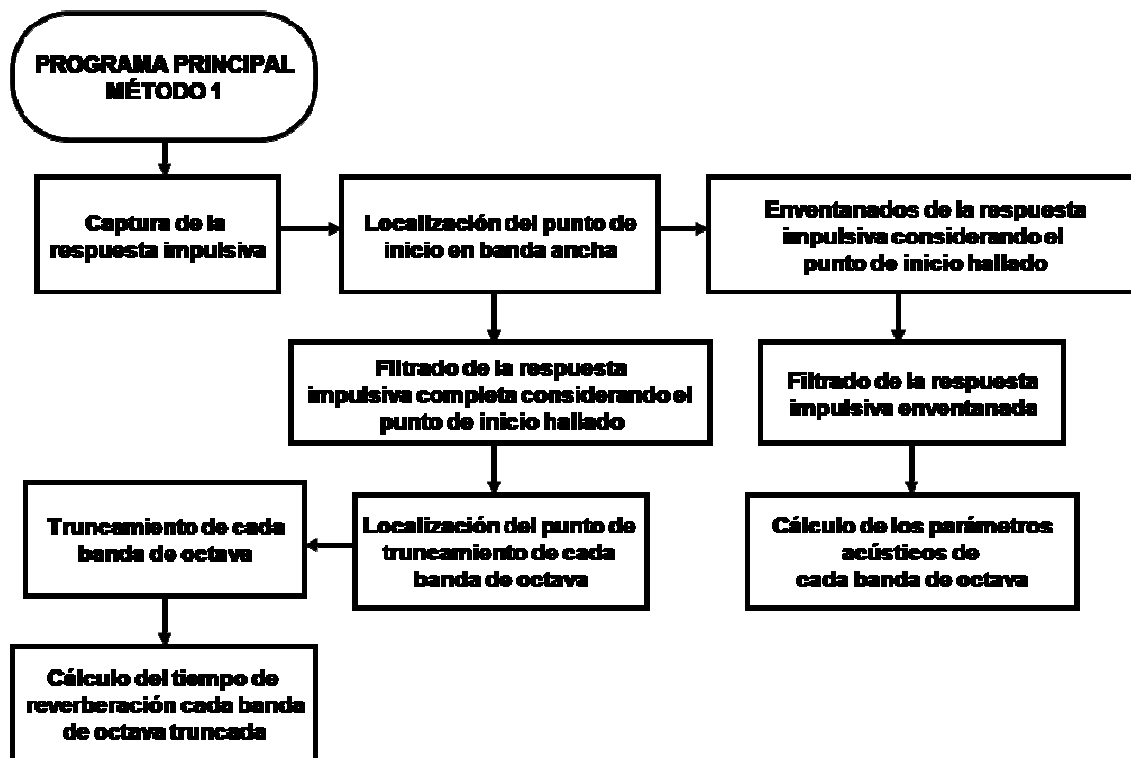 PROGRAMA PRINCIPAL
MÉTODO 1
Captura de la
respuesta impulsiva
Localización del punto de
inicio en banda ancha
Enventanados de la respuesta
impulsiva considerando el
punto de inicio hallado
Filtrado de la respuesta
impulsiva completa considerando el
punto de inicio hallado
Filtrado de la respuesta
impulsiva enventanada
Truncamiento de cada
banda de octava
Localización del punto de
truncamiento de cada
banda de octava
Cálculo de los parámetros
acústicos de
cada banda de octava
Cálculo del tiempo de
reverberación cada banda
de octava truncada